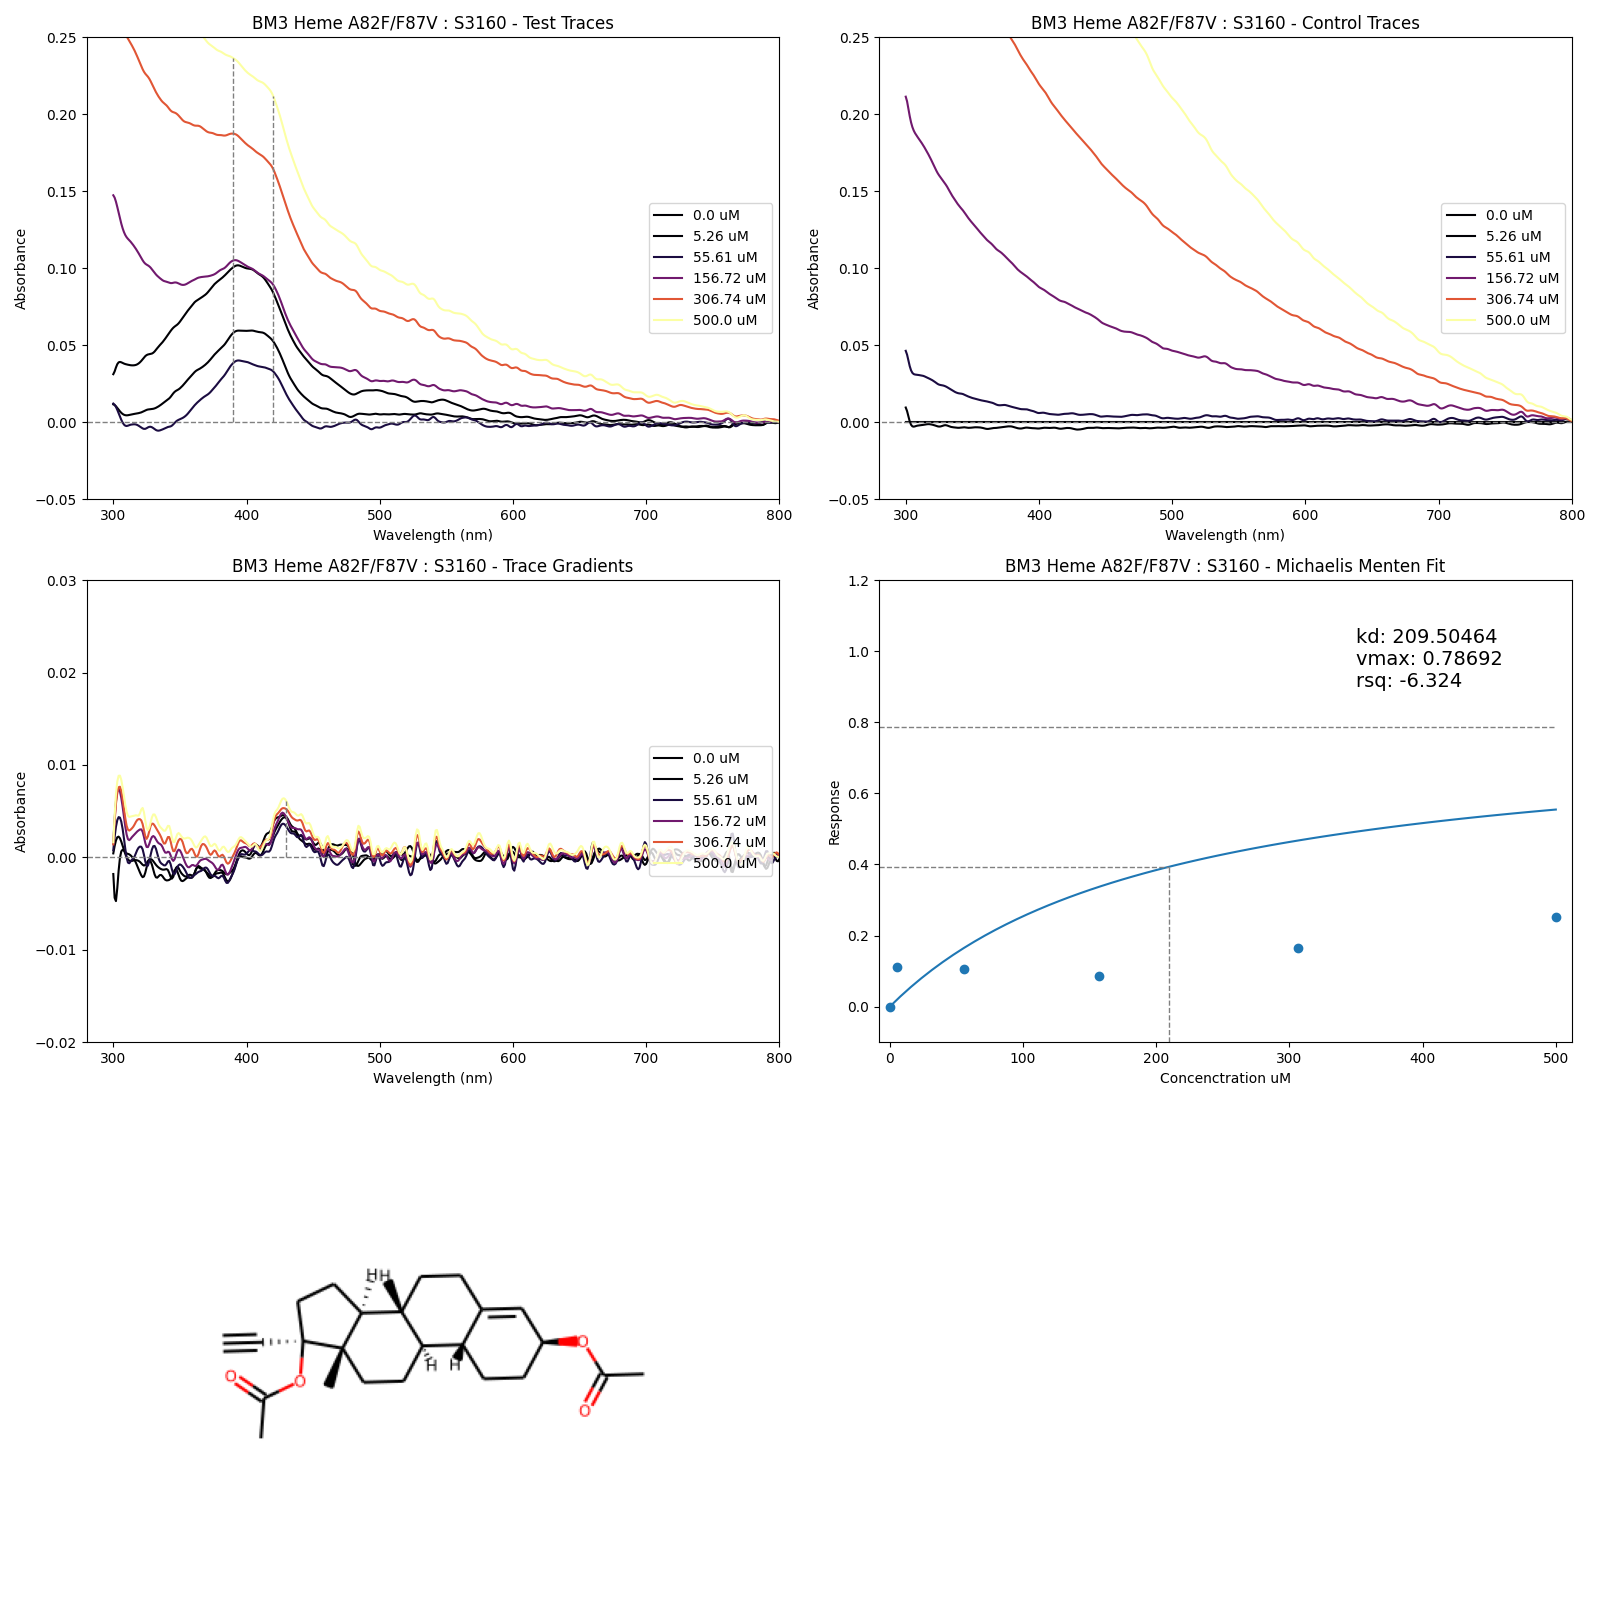 BM3 Heme A82F/F87V : S3160 - Test Traces
0.25
0.20
0.15
0.10
0.05
0.00
−0.05
Absorbance
300
400
500
600
700
800
Wavelength (nm)
0.0 uM
5.26 uM
55.61 uM
156.72 uM
306.74 uM
500.0 uM
BM3 Heme A82F/F87V : S3160 - Control Traces
0.25
0.20
0.15
0.10
0.05
0.00
−0.05
Absorbance
300
400
500
600
700
800
Wavelength (nm)
0.0 uM
5.26 uM
55.61 uM
156.72 uM
306.74 uM
500.0 uM
BM3 Heme A82F/F87V : S3160 - Trace Gradients
0.03
0.02
0.01
0.00
−0.01
−0.02
Absorbance
300
400
500
600
700
800
Wavelength (nm)
0.0 uM
5.26 uM
55.61 uM
156.72 uM
306.74 uM
500.0 uM
BM3 Heme A82F/F87V : S3160 - Michaelis Menten Fit
1.2
1.0
0.8
0.6
0.4
0.2
0.0
Response
kd: 209.50464
vmax: 0.78692
rsq: -6.324
0
100
200
300
400
500
Concenctration uM
H H
H H
O
O
O
O